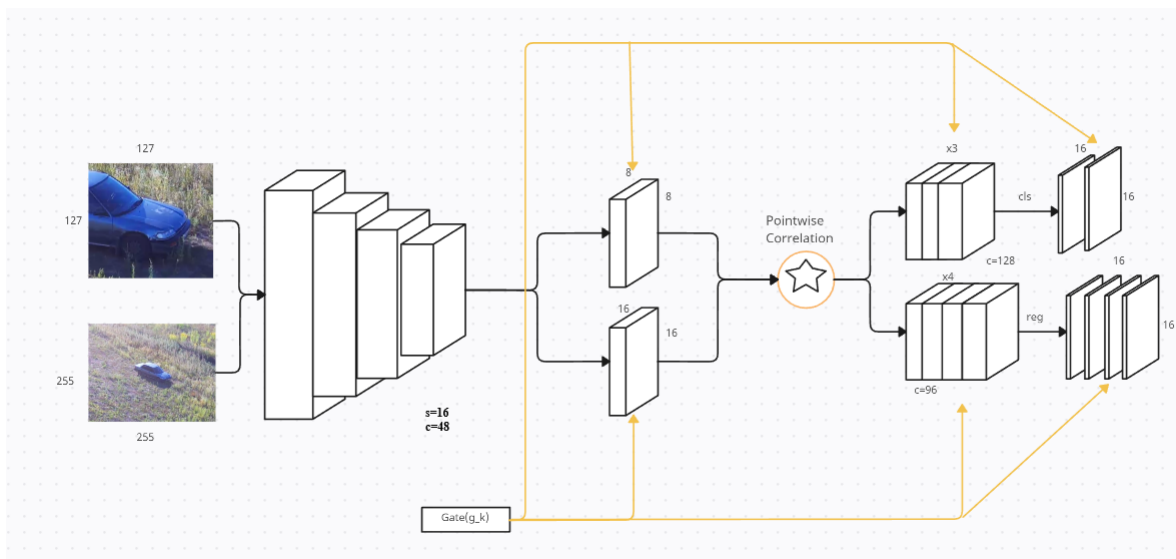 127
127
255
255
s=16
c=48
8
8
16
16
Pointwise
Correlation
x3
c=128
cls
16
16
x4
c=96
reg
16
16
Gate(g_k)